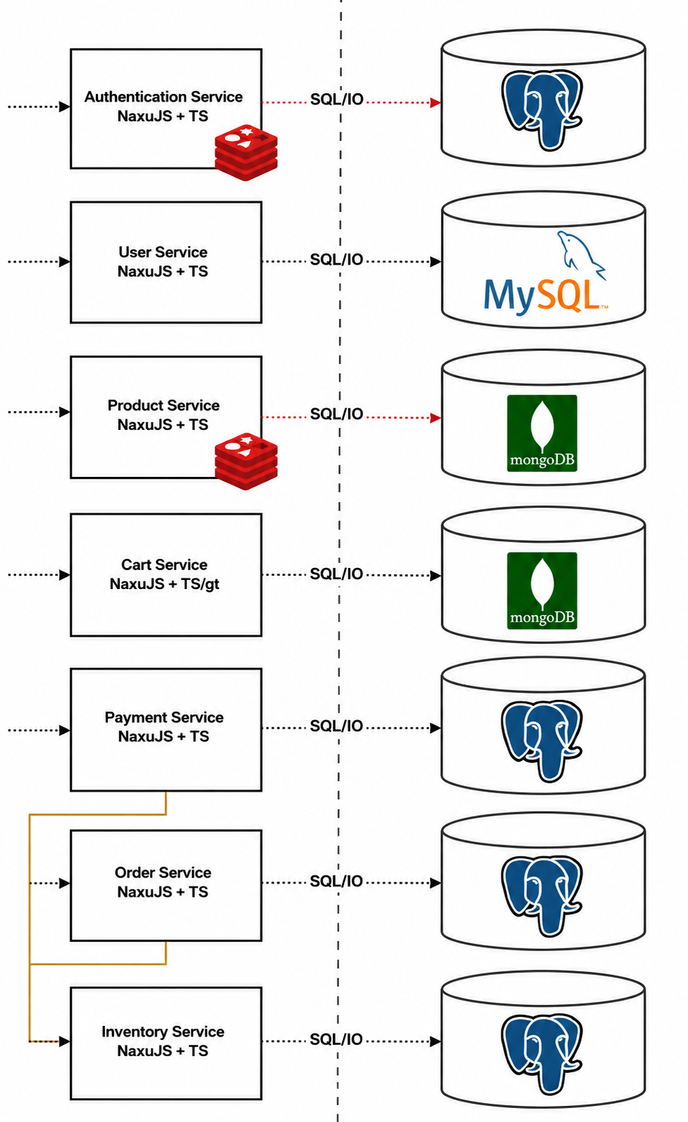 Authentication Service
NaxuJS + TS
SQL/IO
User Service
NaxuJS + TS
SQL/IO
MySQL™
Product Service
NaxuJS + TS
SQL/IO
mongoDB
Cart Service
NaxuJS + TS/gt
SQL/IO
mongoDB
Payment Service
NaxuJS + TS
SQL/IO
Order Service
NaxuJS + TS
SQL/IO
Inventory Service
NaxuJS + TS
SQL/IO